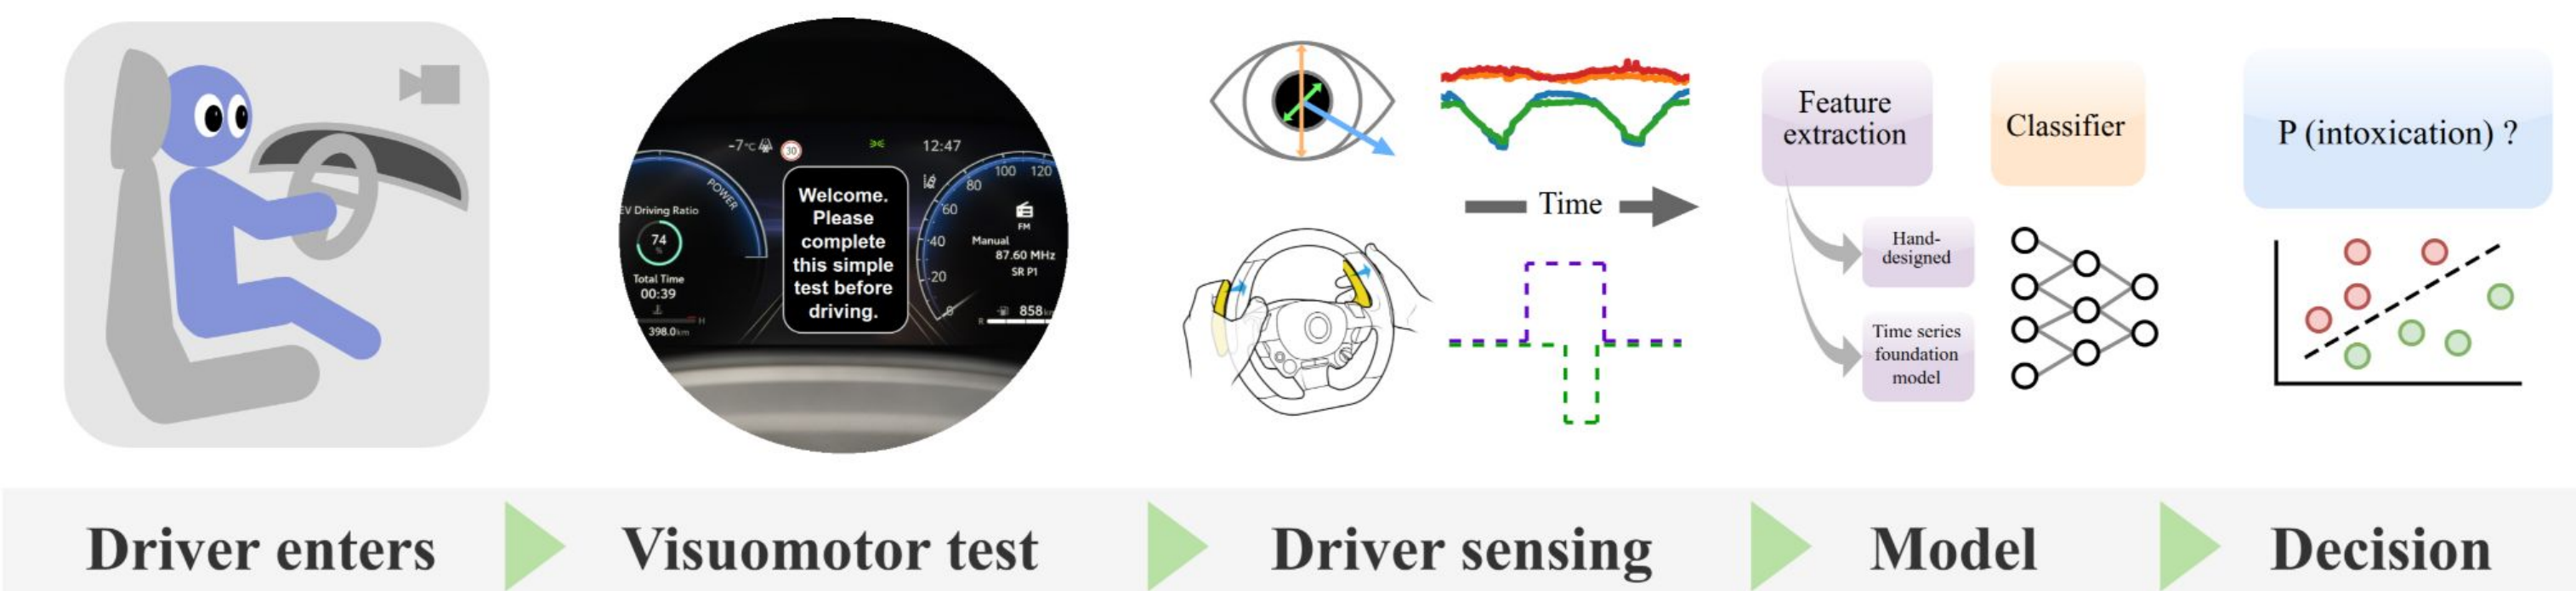 -7°C
30
12:47
POWER
EV Driving Ratio
74
%
Total Time
00:39
H
398.0km
Welcome.
Please
complete
this simple
test before
driving.
120
100
80
60
40
20
0
FM
Manual
87.60 MHz
SR P1
R
858
Time
Feature
extraction
Hand-
designed
Time series
foundation
model
Classifier
P (intoxication) ?
Driver enters
Visuomotor test
Driver sensing
Model
Decision